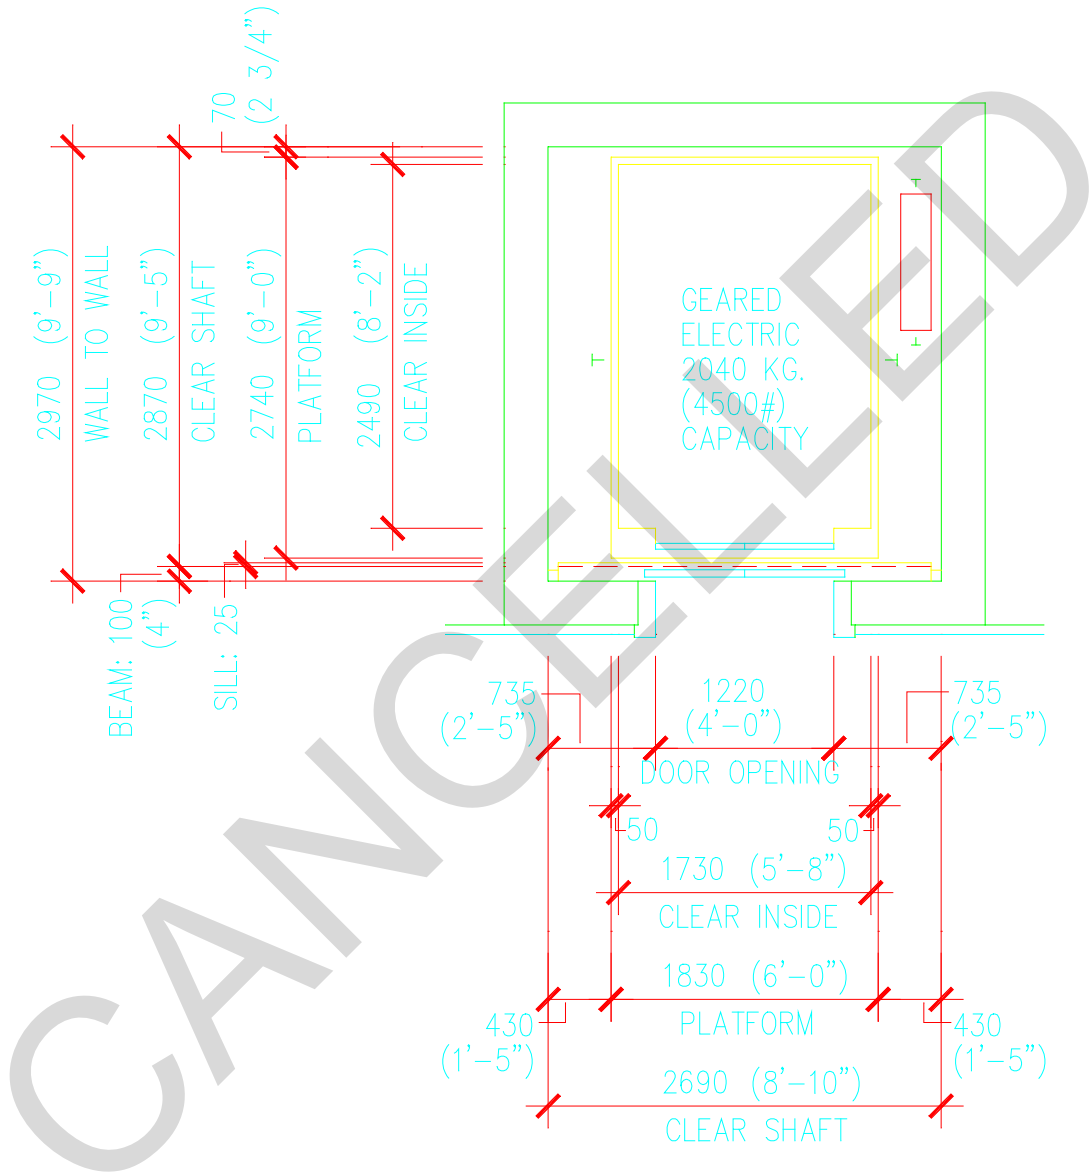 70
(2 3/4")
2970 (9'-9")
WALL TO WALL
2870 (9'-5")
CLEAR SHAFT
2740 (9'-0")
PLATFORM
2490 (8'-2")
CLEAR INSIDE
BEAM: 100
(4")
SILL: 25
GEARED
ELECTRIC
2040 KG.
(4500#)
CAPACITY
735
(2'-5")
1220
(4'-0")
DOOR OPENING
735
(2'-5")
50
50
1730 (5'-8")
CLEAR INSIDE
1830 (6'-0")
PLATFORM
430
(1'-5")
430
(1'-5")
2690 (8'-10")
CLEAR SHAFT
CANCELLED